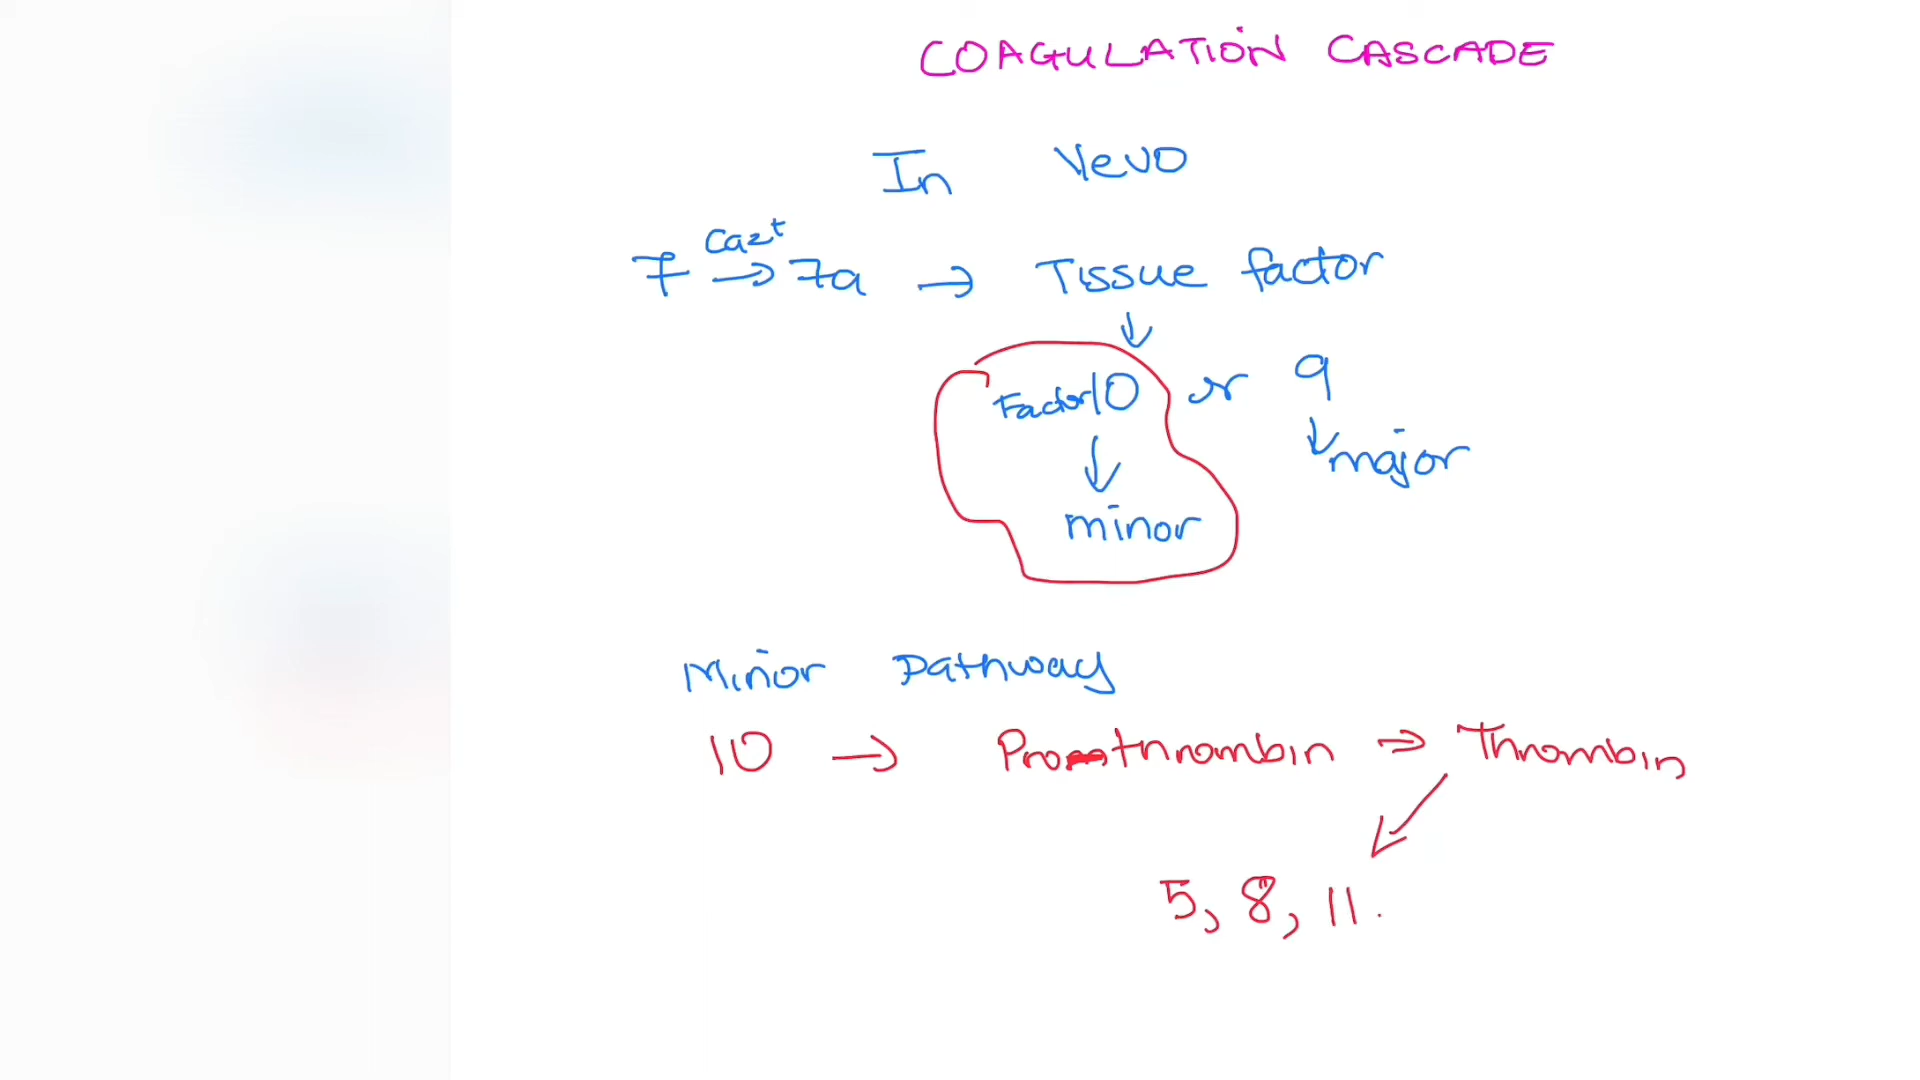 COAGULATION CASCADE
In Vevo
7 Ca2+ → 7a → Tissue factor
↓
Factor 10 or 9
↓ ↓ major
minor
Minor Pathway
10 → Prothrombin → Thrombin
5, 8, 11.